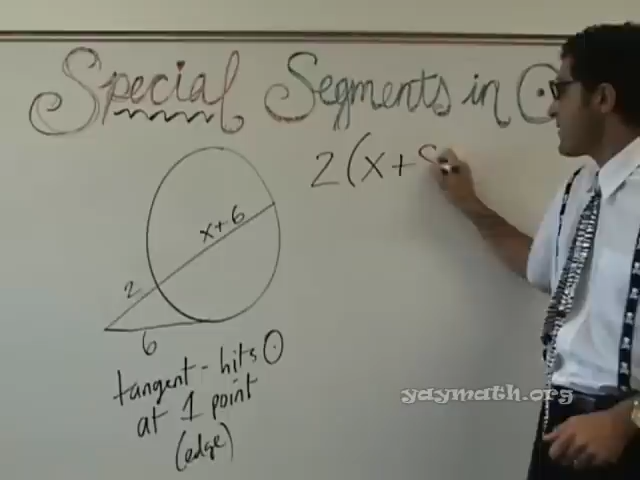 Special Segments in ⊙
2(x+8
x+6
2
6
tangent - hits ⊙
at 1 point
(edge)
yaymath.org